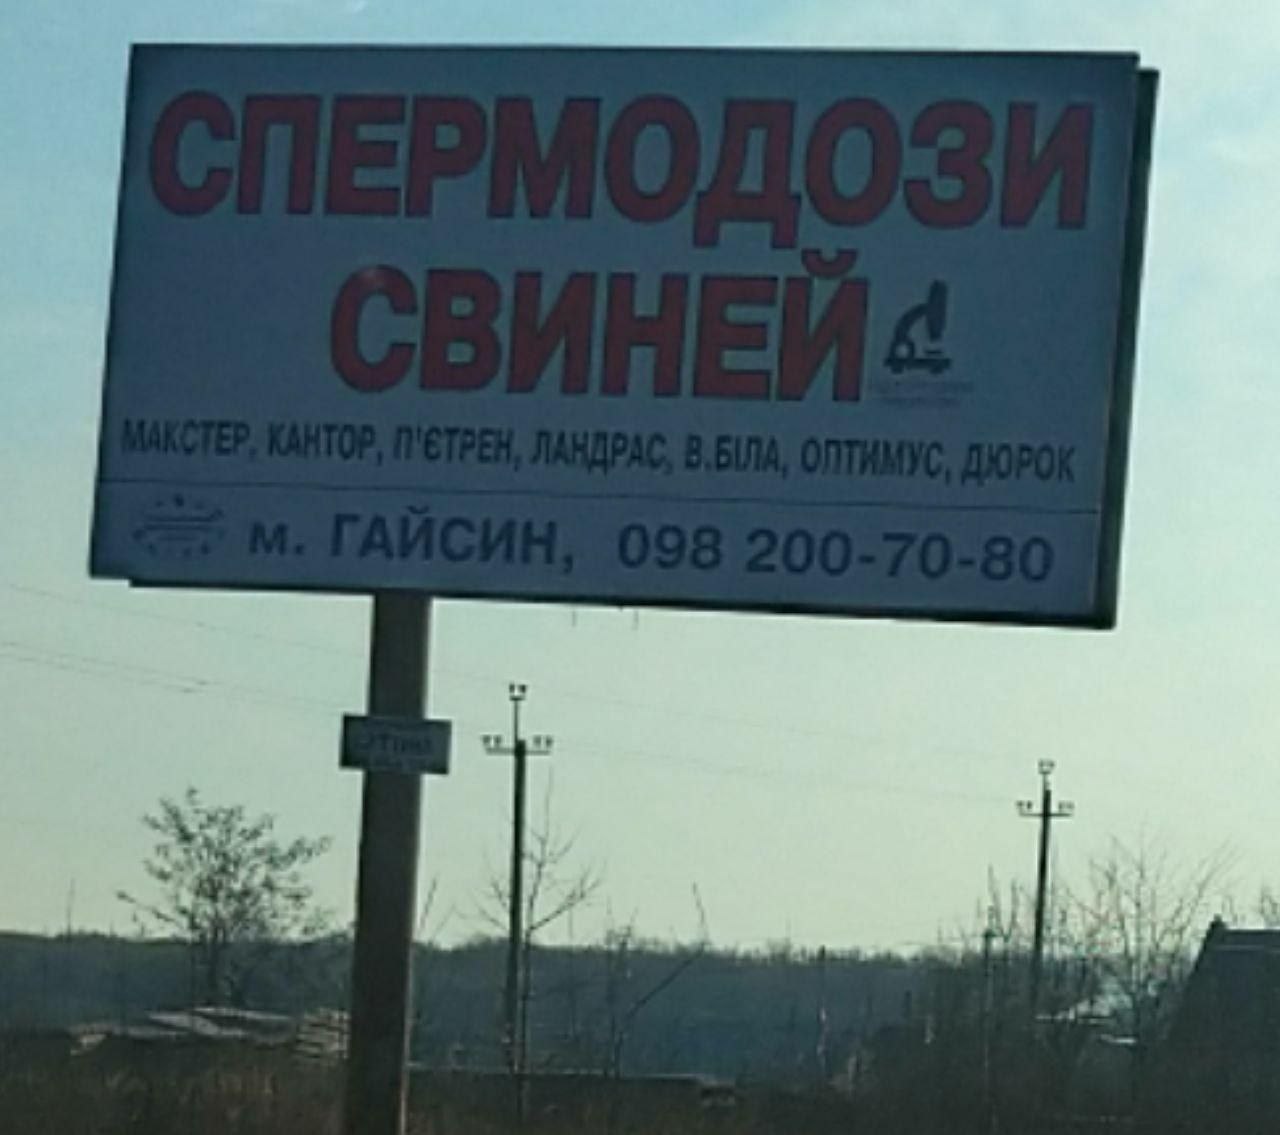 СПЕРМОДОЗИ
СВИНЕЙ
МАКСТЕР, КАНТОР, П'ЄТРЕН, ЛАНДРАС, В.БІЛА, ОПТИМУС, ДЮРОК
м. ГАЙСИН, 098 200-70-80